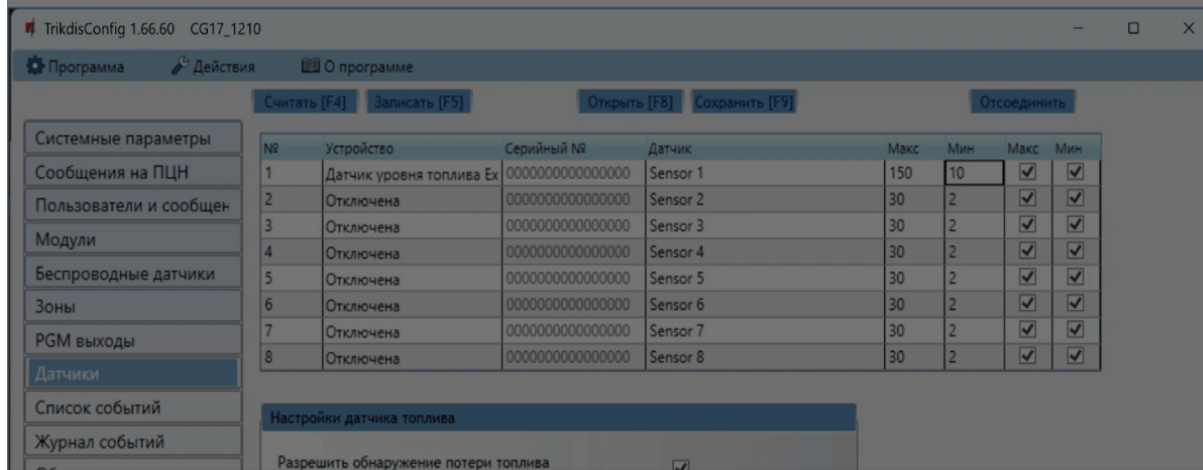 TrikdisConfig 1.66.60 CG17_1210
Программа Действия О программе
Считать [F4] Записать [F5] Открыть [F8] Сохранить [F9] Отсоединить
Системные параметры
Сообщения на ПЦН
Пользователи и сообщен
Модули
Беспроводные датчики
Зоны
PGM выходы
Датчики
Список событий
Журнал событий
№ Устройство Серийный № Датчик Макс Мин Макс Мин
1 Датчик уровня топлива Ex 0000000000000000 Sensor 1 150 10
2 Отключена 0000000000000000 Sensor 2 30 2
3 Отключена 0000000000000000 Sensor 3 30 2
4 Отключена 0000000000000000 Sensor 4 30 2
5 Отключена 0000000000000000 Sensor 5 30 2
6 Отключена 0000000000000000 Sensor 6 30 2
7 Отключена 0000000000000000 Sensor 7 30 2
8 Отключена 0000000000000000 Sensor 8 30 2
Настройки датчика топлива
Разрешить обнаружение потери топлива